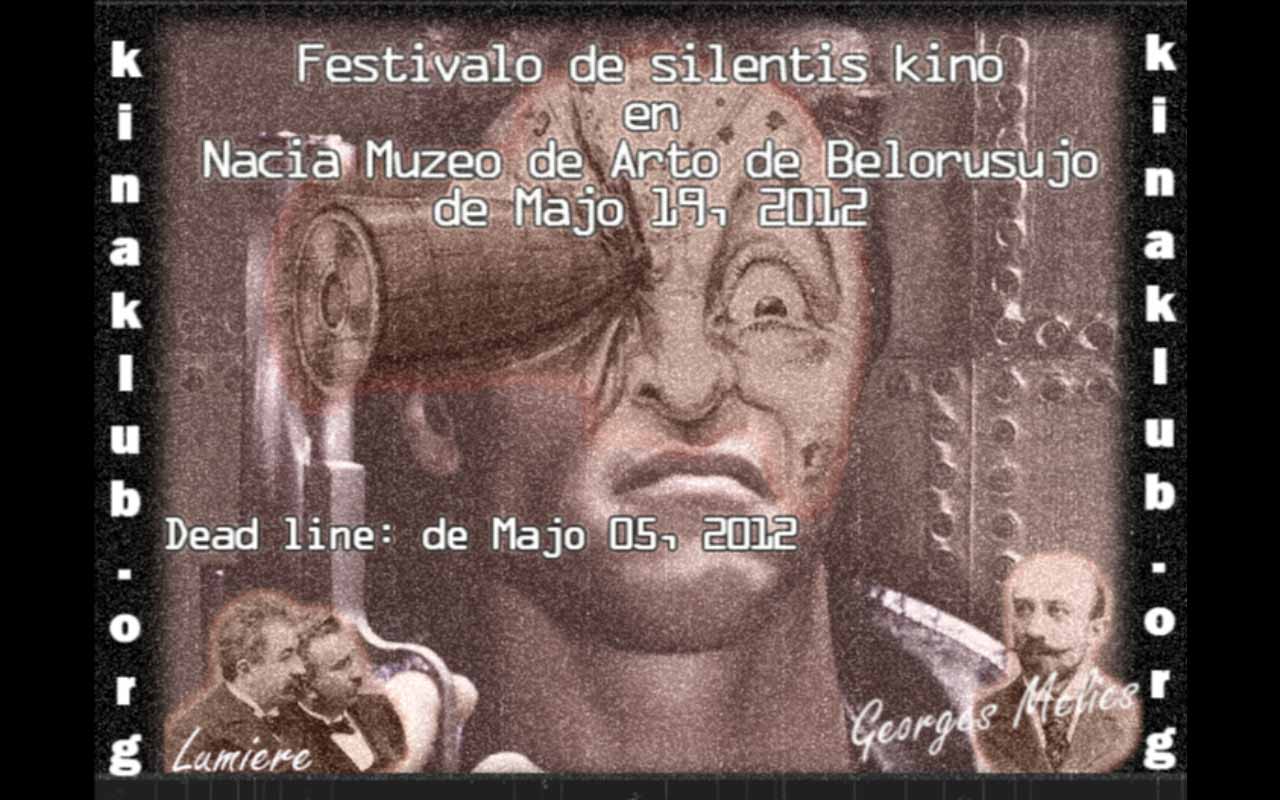 Festivalo de silentis kino
en
Nacia Muzeo de Arto de Belorusujo
de Majo 19, 2012
kinaklub.org
kinaklub.org
Dead line: de Majo 05, 2012
Lumiere
Georges Mélies